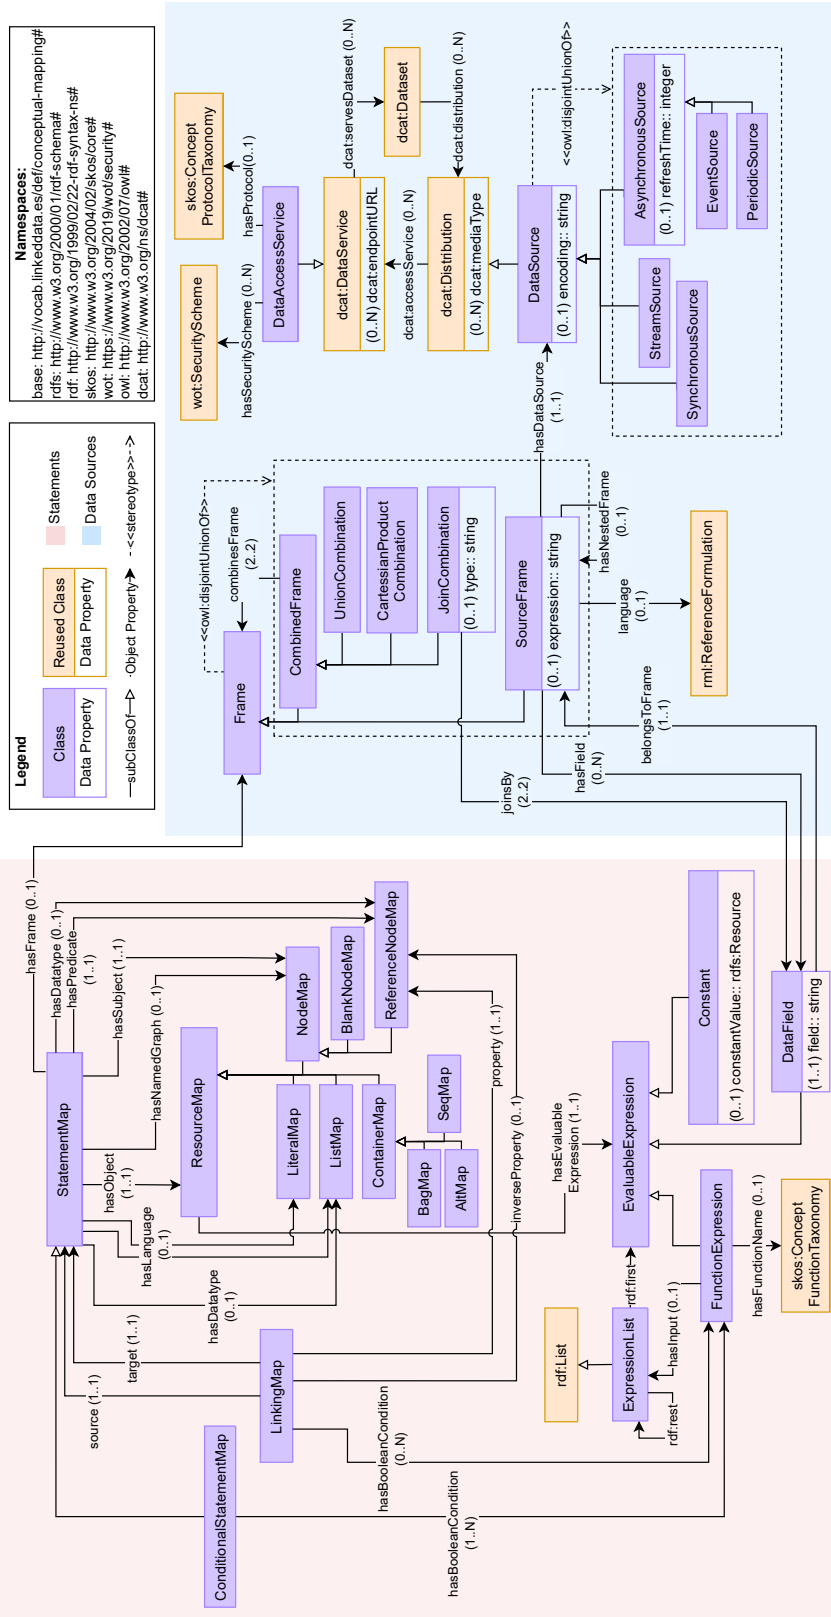 Namespaces:
base: http://vocab.linkeddata.es/def/conceptual-mapping#
rdfs: http://www.w3.org/2000/01/rdf-schema#
rdf: http://www.w3.org/1999/02/22-rdf-syntax-ns#
skos: http://www.w3.org/2004/02/skos/core#
wot: https://www.w3.org/2019/wot/security#
owl: http://www.w3.org/2002/07/owl#
dcat: http://www.w3.org/ns/dcat#
Legend
Class
Data Property
Reused Class
Data Property
Statements
Data Sources
subClassOf
Object Property
<<stereotype>>
ConditionalStatementMap
hasBooleanCondition
(1..N)
LinkingMap
source (1..1)
target (1..1)
hasBooleanCondition
(0..N)
property (1..1)
inverseProperty (0..1)
StatementMap
hasFrame (0..1)
hasDatatype (0..1)
hasPredicate
(1..1)
hasSubject (1..1)
hasNamedGraph (0..1)
hasObject
(1..1)
hasLanguage
(0..1)
hasDatatype
(0..1)
ResourceMap
NodeMap
BlankNodeMap
ReferenceNodeMap
LiteralMap
ListMap
ContainerMap
BagMap
SeqMap
AltMap
hasEvaluable
Expression (1..1)
rdf:List
ExpressionList
rdf:first
rdf:rest
hasInput (0..1)
EvaluableExpression
FunctionExpression
hasFunctionName (0..1)
skos:Concept
FunctionTaxonomy
Constant
(0..1) constantValue:: rdfs:Resource
DataField
(1..1) field:: string
Frame
<<owl:disjointUnionOf>>
combinesFrame
(2..2)
CombinedFrame
UnionCombination
CartessianProduct
Combination
JoinCombination
(0..1) type:: string
SourceFrame
(0..1) expression:: string
joinsBy
(2..2)
hasField
(0..N)
belongsToFrame
(1..1)
language
(0..1)
hasNestedFrame
(0..1)
rml:ReferenceFormulation
hasDataSource
(1..1)
wot:SecurityScheme
skos:Concept
ProtocolTaxonomy
hasSecurityScheme (0..N)
hasProtocol(0..1)
DataAccessService
dcat:DataService
(0..N) dcat:endpointURL
dcat:servesDataset (0..N)
dcat:Dataset
dcat:distribution (0..N)
dcat:accessService (0..N)
dcat:Distribution
(0..N) dcat:mediaType
DataSource
(0..1) encoding:: string
<<owl:disjointUnionOf>>
AsynchronousSource
(0..1) refreshTime:: integer
StreamSource
SynchronousSource
EventSource
PeriodicSource